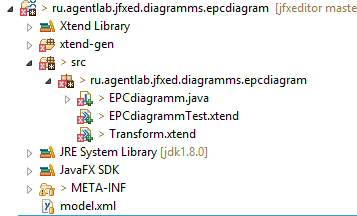 > ru.agentlab.jfxed.diagramms.epcdiagram [jfxeditor maste
Xtend Library
> xtend-gen
> src
> ru.agentlab.jfxed.diagramms.epcdiagram
> EPCdiagramm.java
> EPCdiagrammTest.xtend
> Transform.xtend
JRE System Library [jdk1.8.0]
JavaFX SDK
> META-INF
model.xml